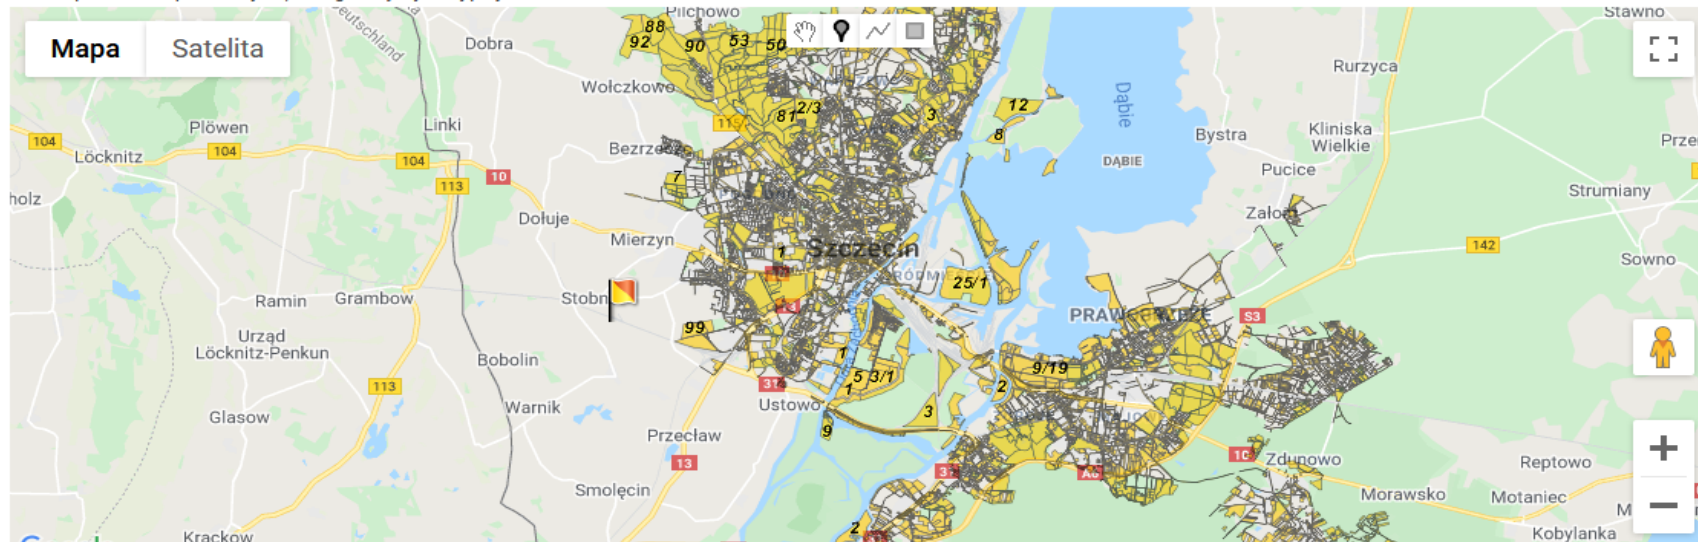 Pilchowo
Stawno
Mapa
Satelita
88
92
90
53
50
Dobra
Rurzyca
Wołczkowo
Dąbie
12
2/3
81
3
115
8
Plöwen
Linki
Bystra
Kliniska
Wielkie
104
104
104
Löcknitz
DĄBIE
Pucice
10
113
7
holz
Strumiany
Dołuje
Mierzyn
1
Szczecin
142
Sowno
25/1
Ramin
Grambow
PRAWOBRZEŻE
S3
99
Urząd
Löcknitz-Penkun
Bobolin
1
5
3/1
1
9/19
2
113
31
Warnik
Ustowo
3
Glasow
9
Przecław
13
A6
10
Zdunowo
Reptowo
Smolęcin
Morawsko
Motaniec
2
Krackow
Kobylanka